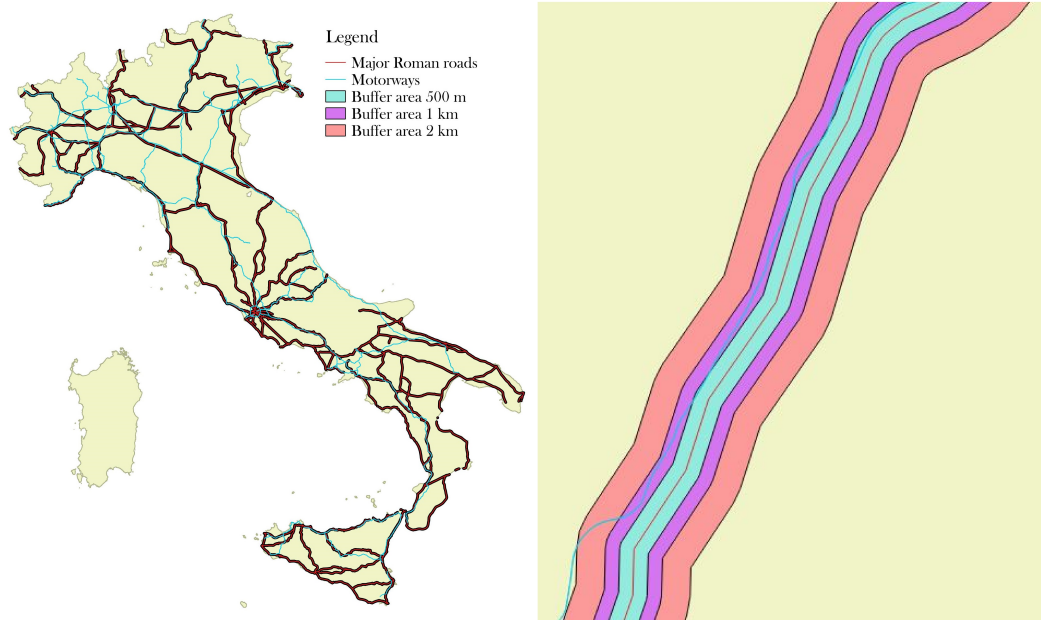 Legend
Major Roman roads
Motorways
Buffer area 500 m
Buffer area 1 km
Buffer area 2 km